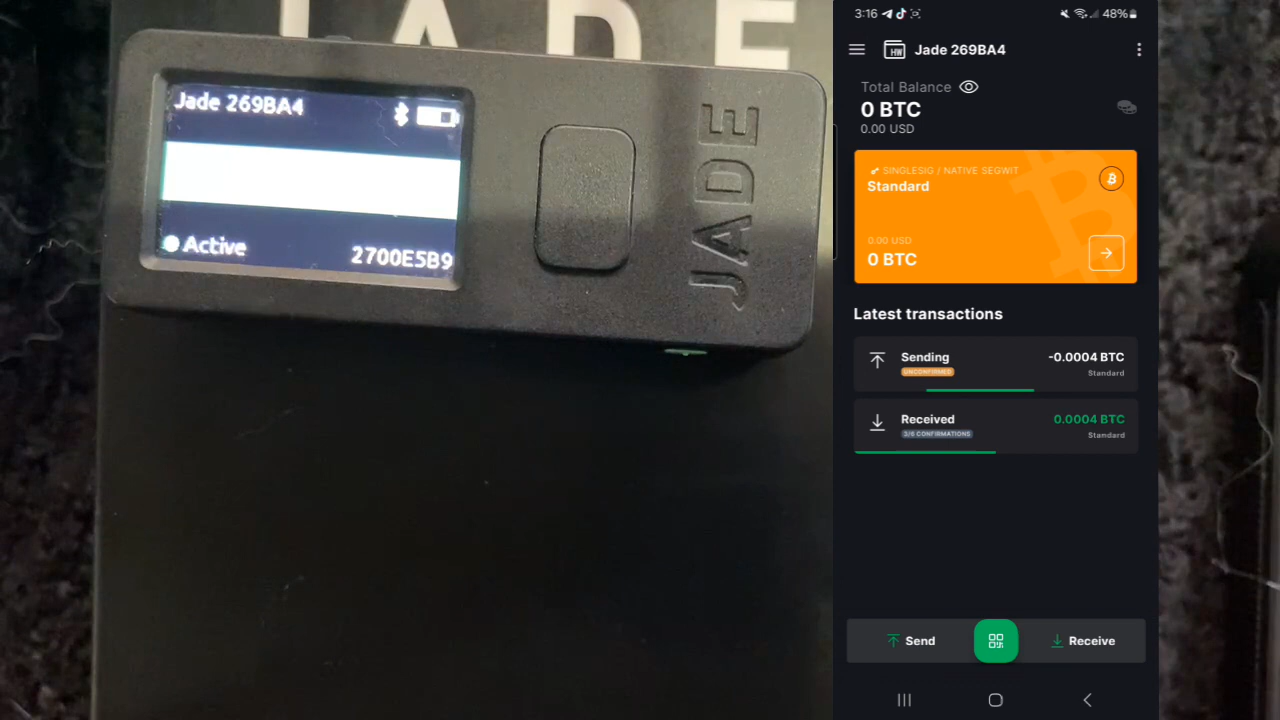 JADE
Jade 269BA4
Active
2700E5B9
JADE
3:16
48%
HW
Jade 269BA4
Total Balance
0 BTC
0.00 USD
SINGLESIG / NATIVE SEGWIT
Standard
0.00 USD
0 BTC
Latest transactions
Sending
-0.0004 BTC
UNCONFIRMED
Standard
Received
0.0004 BTC
3/6 CONFIRMATIONS
Standard
Send
Receive